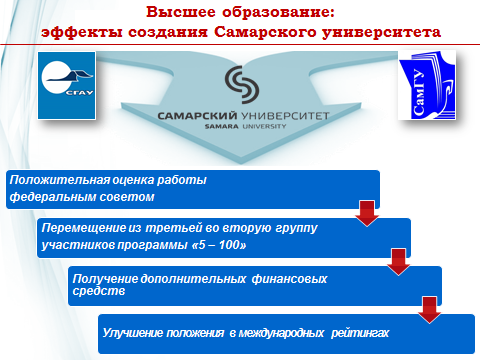 Высшее образование:
эффекты создания Самарского университета
СГАУ
СамГУ
САМАРСКИЙ УНИВЕРСИТЕТ
SAMARA UNIVERSITY
Положительная оценка работы
федеральным советом
Перемещение из третьей во вторую группу
участников программы «5 – 100»
Получение дополнительных финансовых
средств
Улучшение положения в международных рейтингах